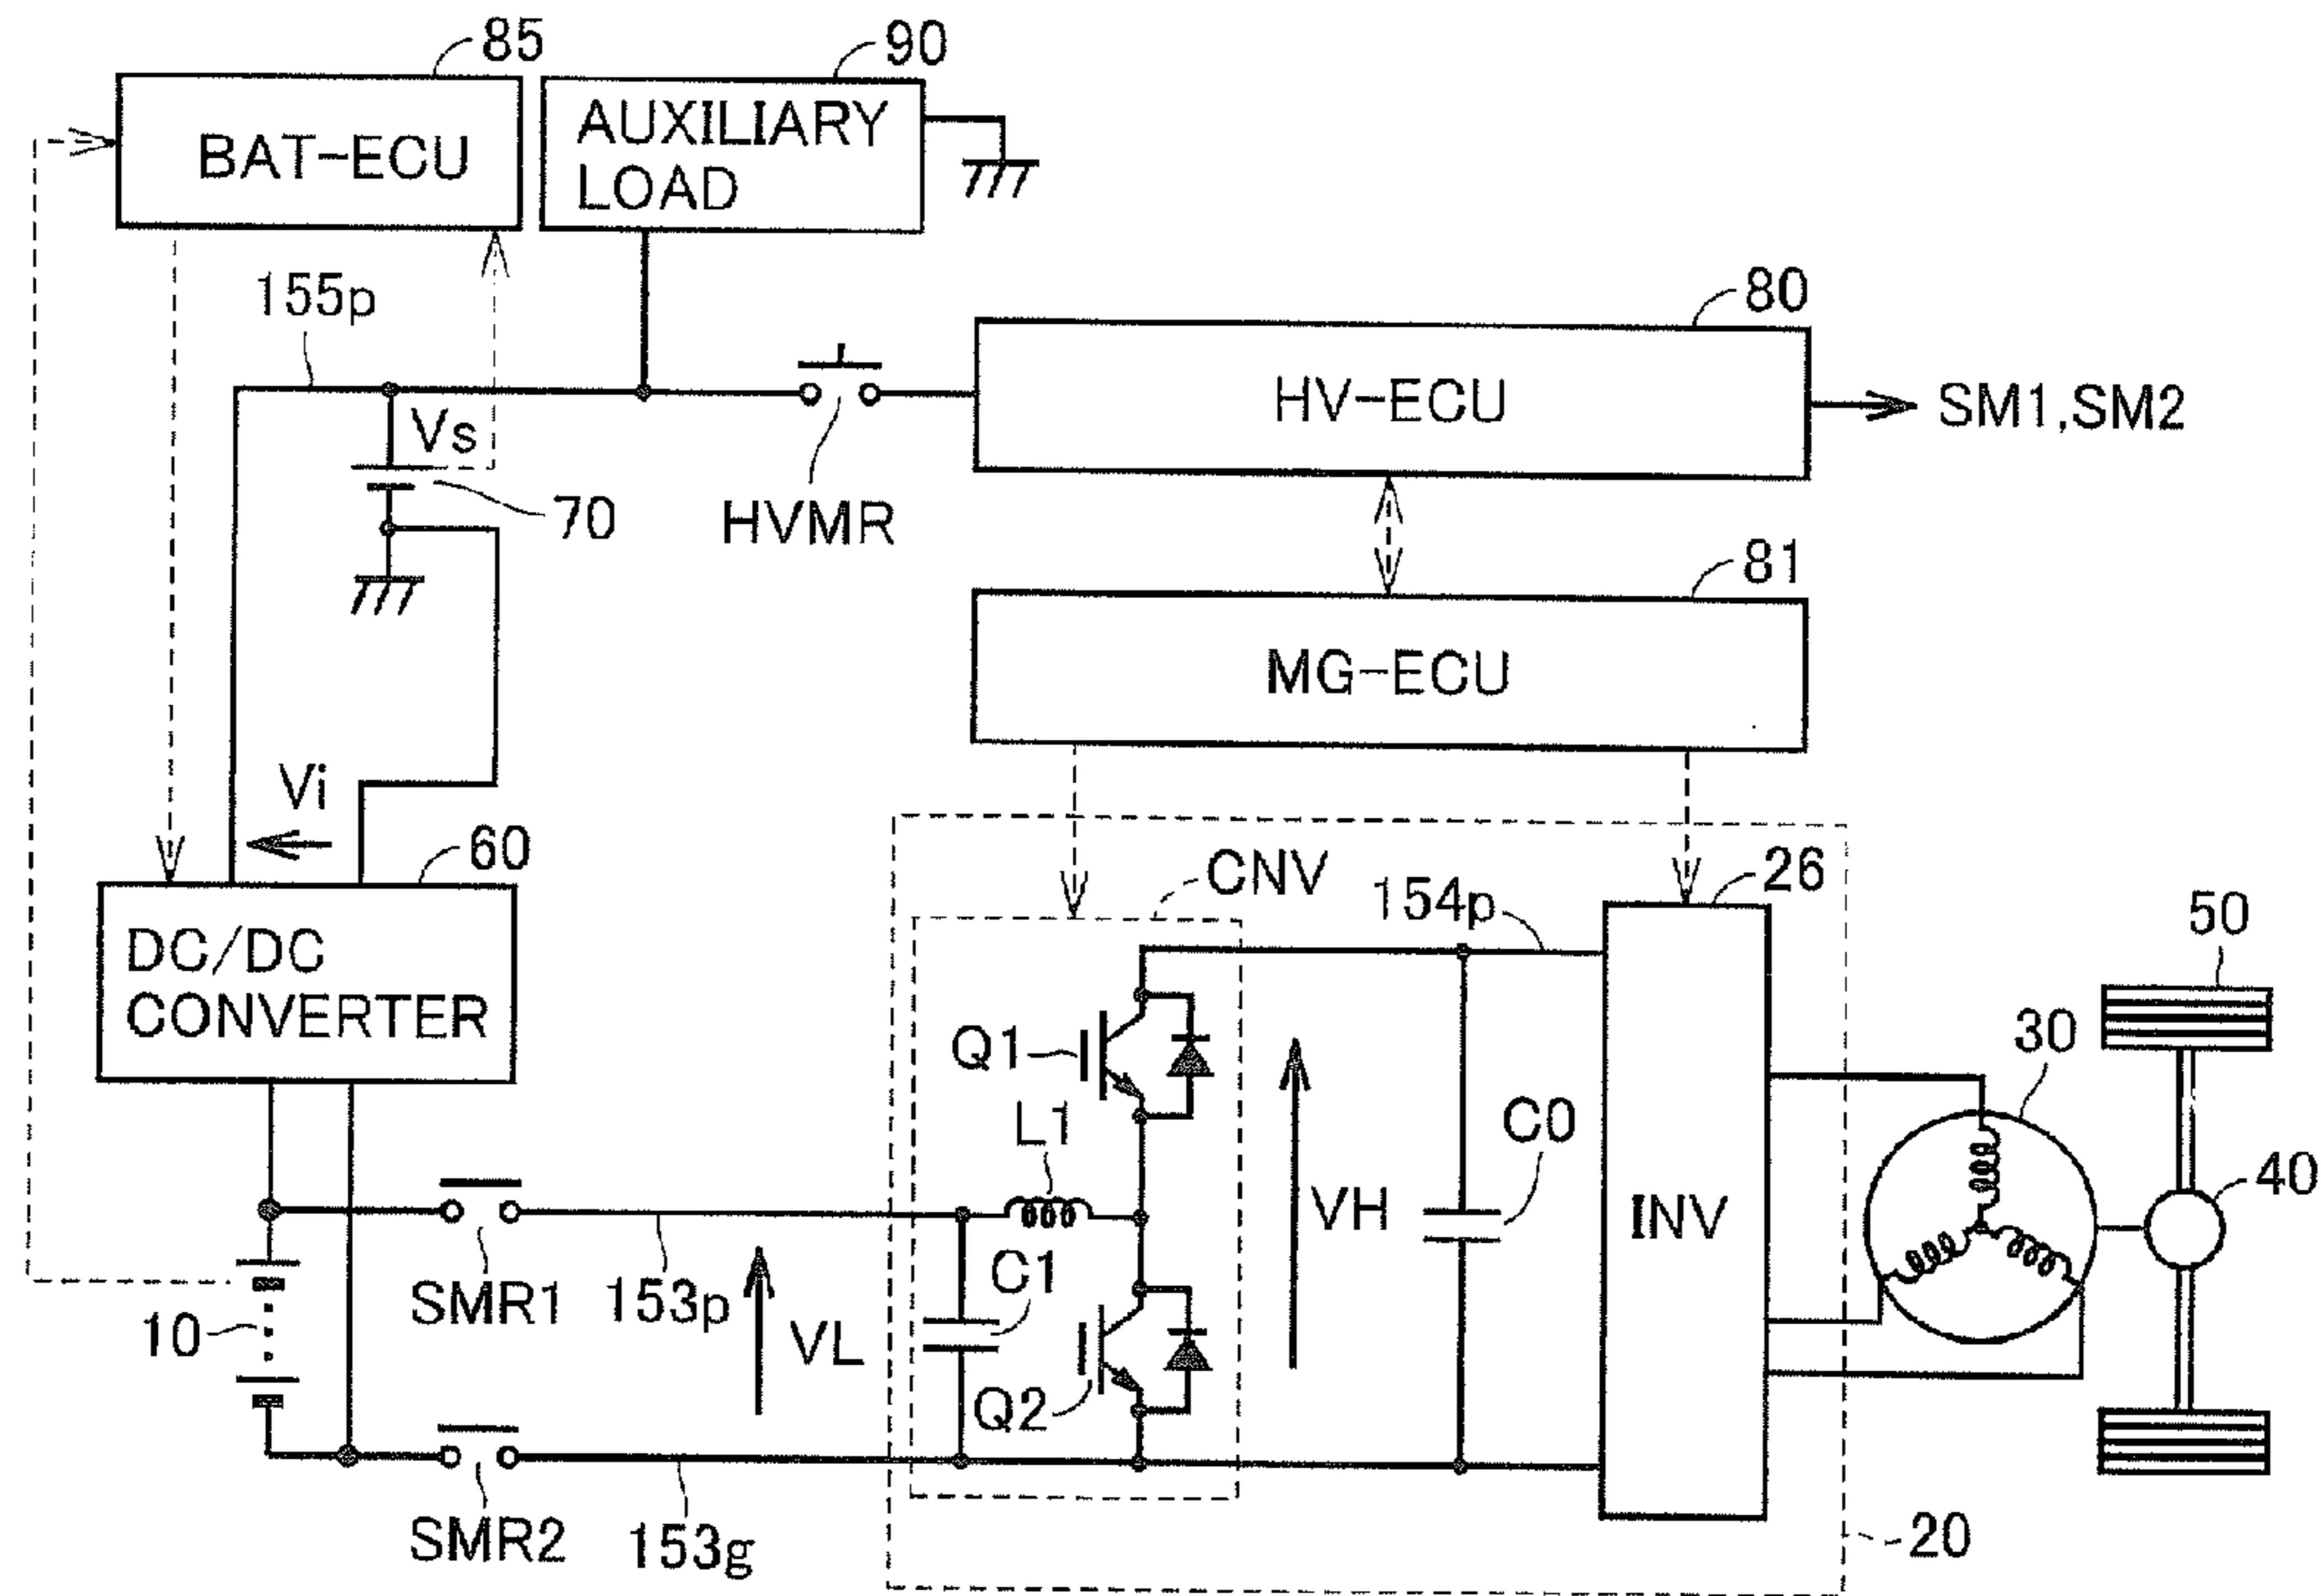 85
90
BAT-ECU
AUXILIARY
LOAD
155p
80
HV-ECU
SM1,SM2
Vs
70
HVMR
81
MG-ECU
Vi
60
DC/DC
CONVERTER
CNV
154p
26
50
30
Q1
L1
C0
VH
INV
40
SMR1
153p
C1
10
VL
Q2
SMR2
153g
20